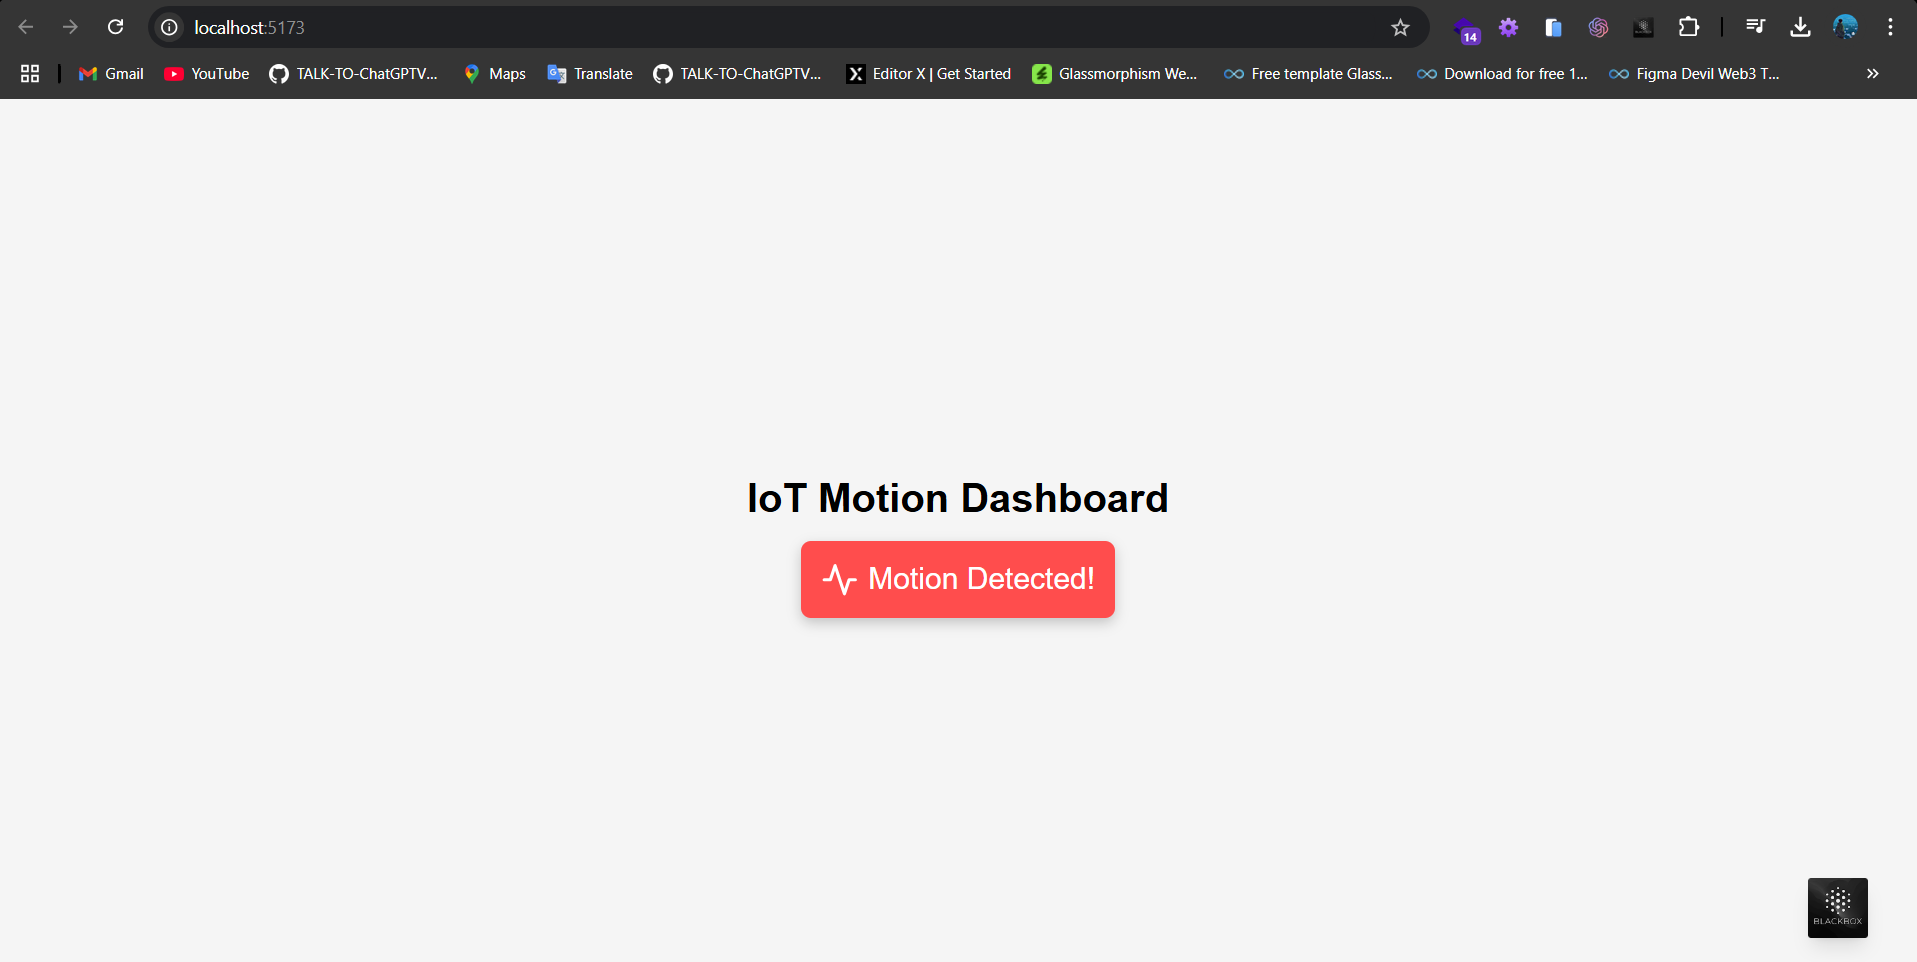 localhost:5173
14
Gmail YouTube TALK-TO-ChatGPTV... Maps Translate TALK-TO-ChatGPTV... Editor X | Get Started Glassmorphism We... Free template Glass... Download for free 1... Figma Devil Web3 T...
IoT Motion Dashboard
Motion Detected!
BLACKBOX